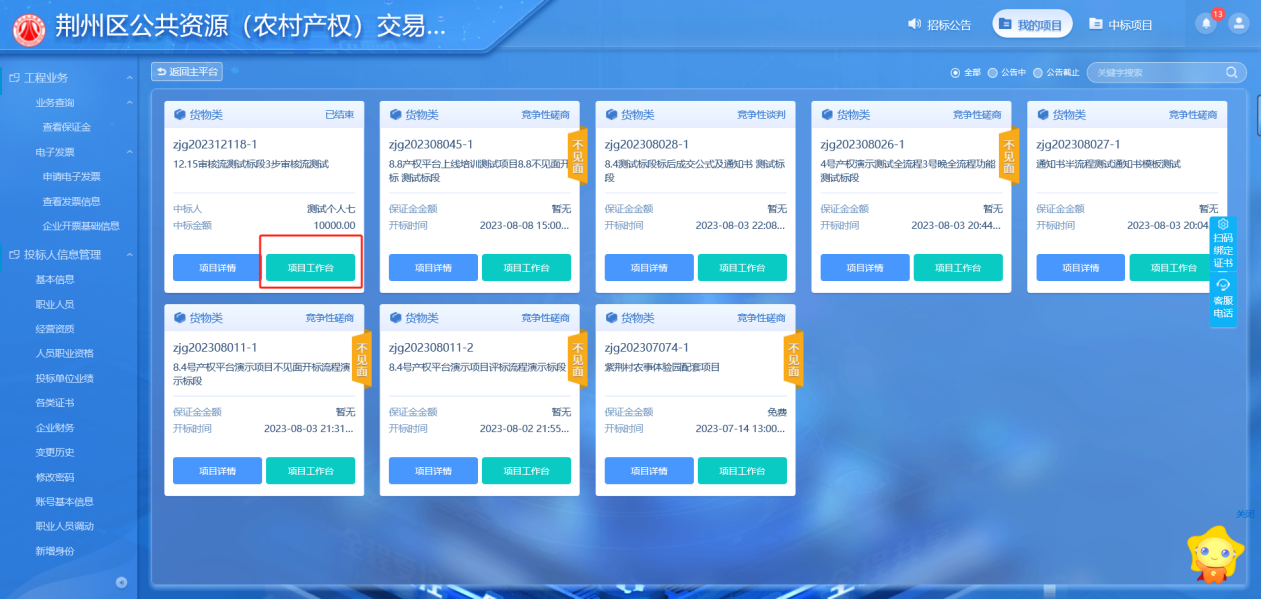 荆州区公共资源（农村产权）交易...
招标公告
我的项目
中标项目
13
工程业务
业务查询
查看保证金
电子发票
申请电子发票
查看发票信息
企业开票基础信息
投标人信息管理
基本信息
职业人员
经营资质
人员职业资格
投标单位业绩
各类证书
企业财务
变更历史
修改密码
账号基本信息
职业人员调动
新增身份
返回主平台
全部
公告中
公告截止
关键字搜索
货物类 已结束
zjg202312118-1
12.15审核流测试标段3步审核流测试
中标人 测试个人七
中标金额 10000.00
项目详情 项目工作台
货物类 竞争性磋商
不见面
zjg202308045-1
8.8产权平台上线培训测试项目8.8不见面开
标 测试标段
保证金金额 暂无
开标时间 2023-08-08 15:00...
项目详情 项目工作台
货物类 竞争性谈判
zjg202308028-1
8.4测试标段标后成交公式及通知书 测试标
段
保证金金额 暂无
开标时间 2023-08-03 22:08...
项目详情 项目工作台
货物类 竞争性磋商
不见面
zjg202308026-1
4号产权演示测试全流程3号晚全流程功能
测试标段
保证金金额 暂无
开标时间 2023-08-03 20:44...
项目详情 项目工作台
货物类 竞争性磋商
zjg202308027-1
通知书半流程测试通知书模板测试
保证金金额 暂无
开标时间 2023-08-03 20:04
项目详情 项目工作台
货物类 竞争性磋商
不见面
zjg202308011-1
8.4号产权平台演示项目不见面开标流程演
示标段
保证金金额 暂无
开标时间 2023-08-03 21:31...
项目详情 项目工作台
货物类 竞争性磋商
不见面
zjg202308011-2
8.4号产权平台演示项目评标流程演示标段
保证金金额 暂无
开标时间 2023-08-02 21:55...
项目详情 项目工作台
货物类 竞争性磋商
不见面
zjg202307074-1
紫荆村农事体验园配套项目
保证金金额 免费
开标时间 2023-07-14 13:00...
项目详情 项目工作台
扫码
绑定
证书
客服
电话
关闭